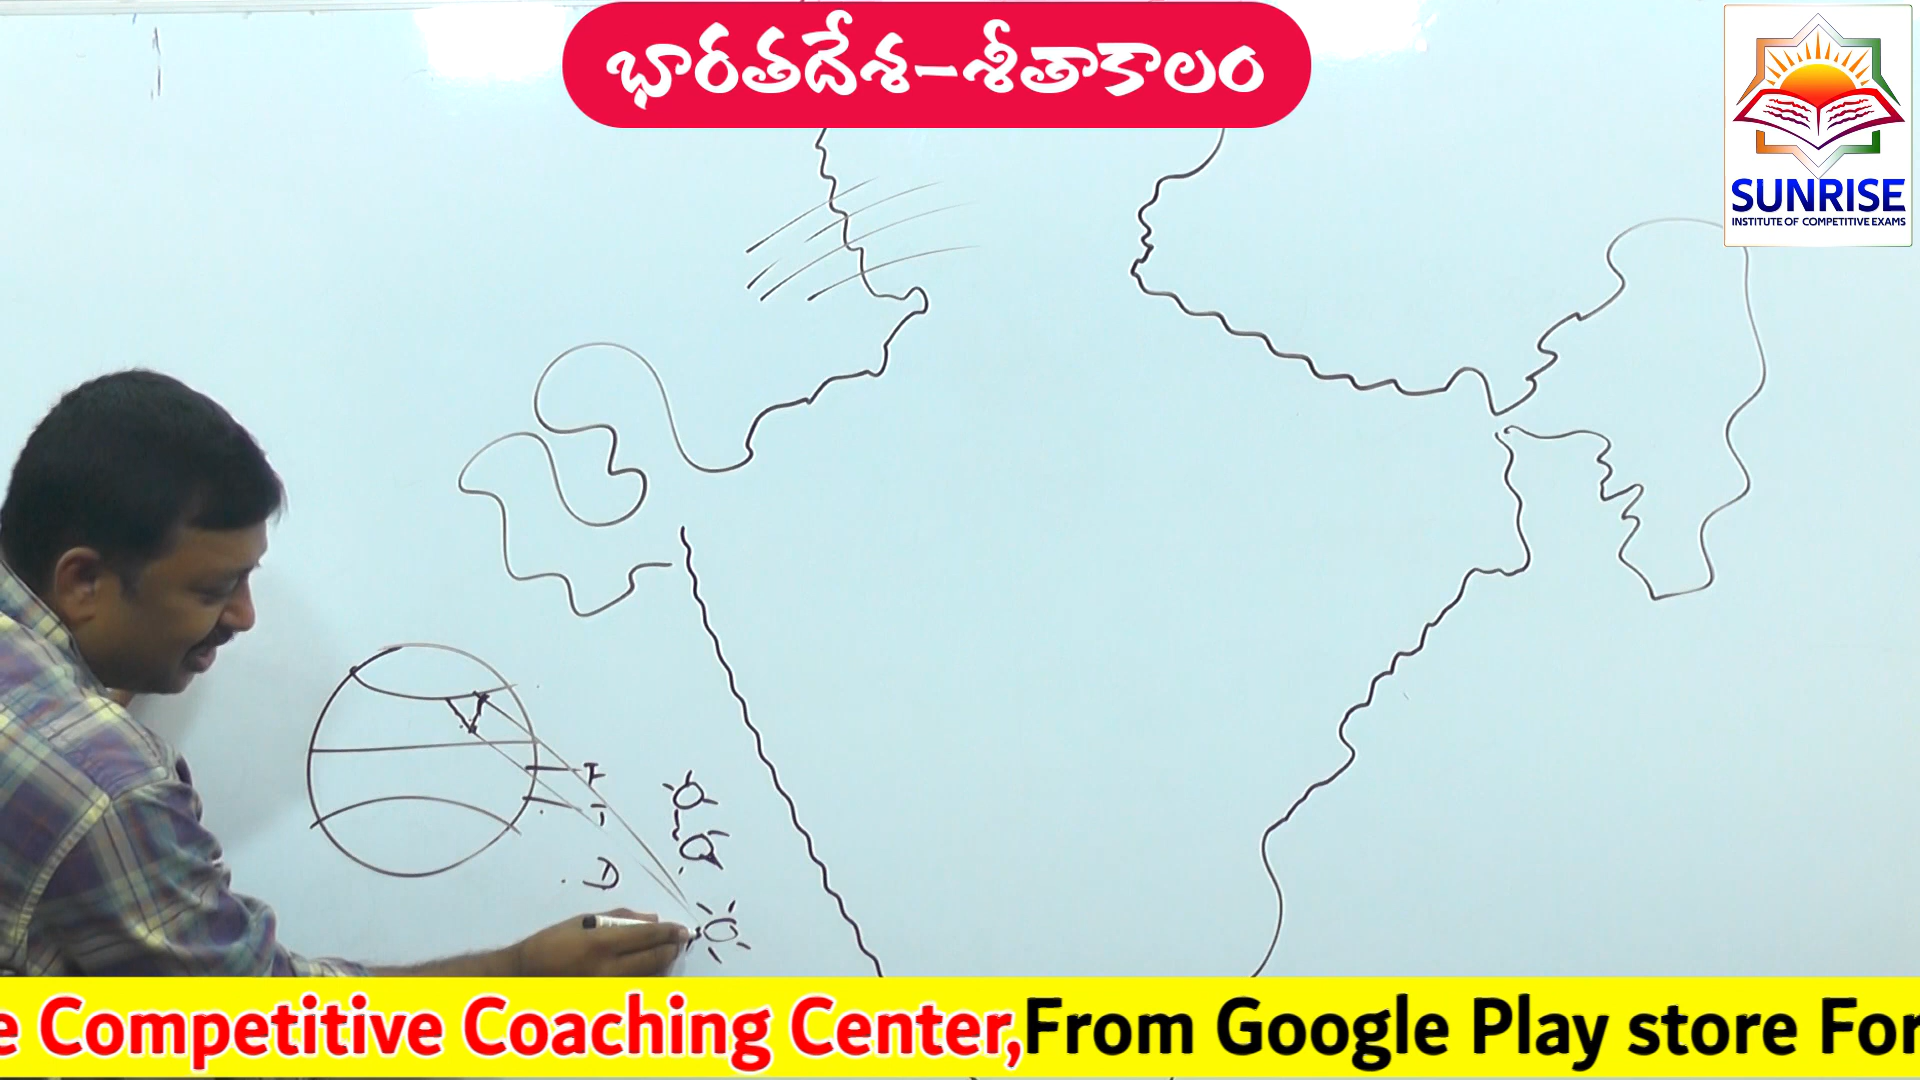 భారతదేశ–శీతాకాలం
SUNRISE
INSTITUTE OF COMPETITIVE EXAMS
F
J
D
e Competitive Coaching Center,From Google Play store For